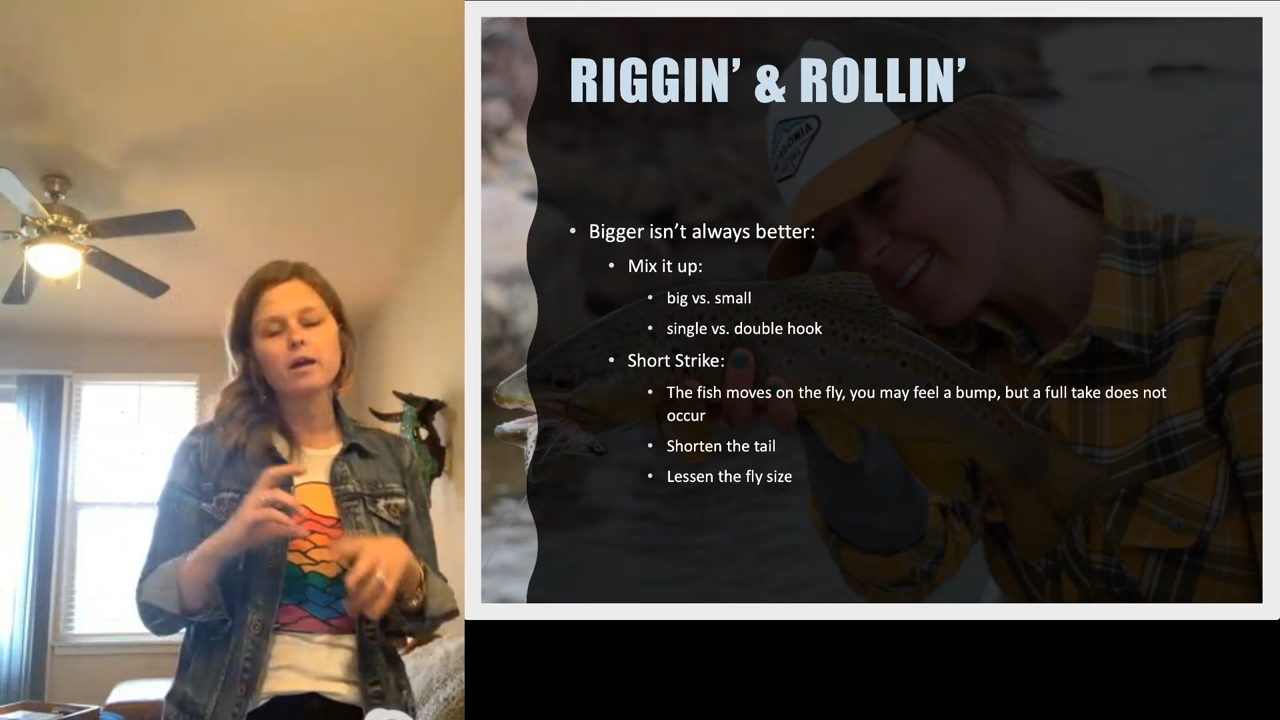 RIGGIN’ & ROLLIN’
• Bigger isn’t always better:
• Mix it up:
• big vs. small
• single vs. double hook
• Short Strike:
• The fish moves on the fly, you may feel a bump, but a full take does not
occur
• Shorten the tail
• Lessen the fly size